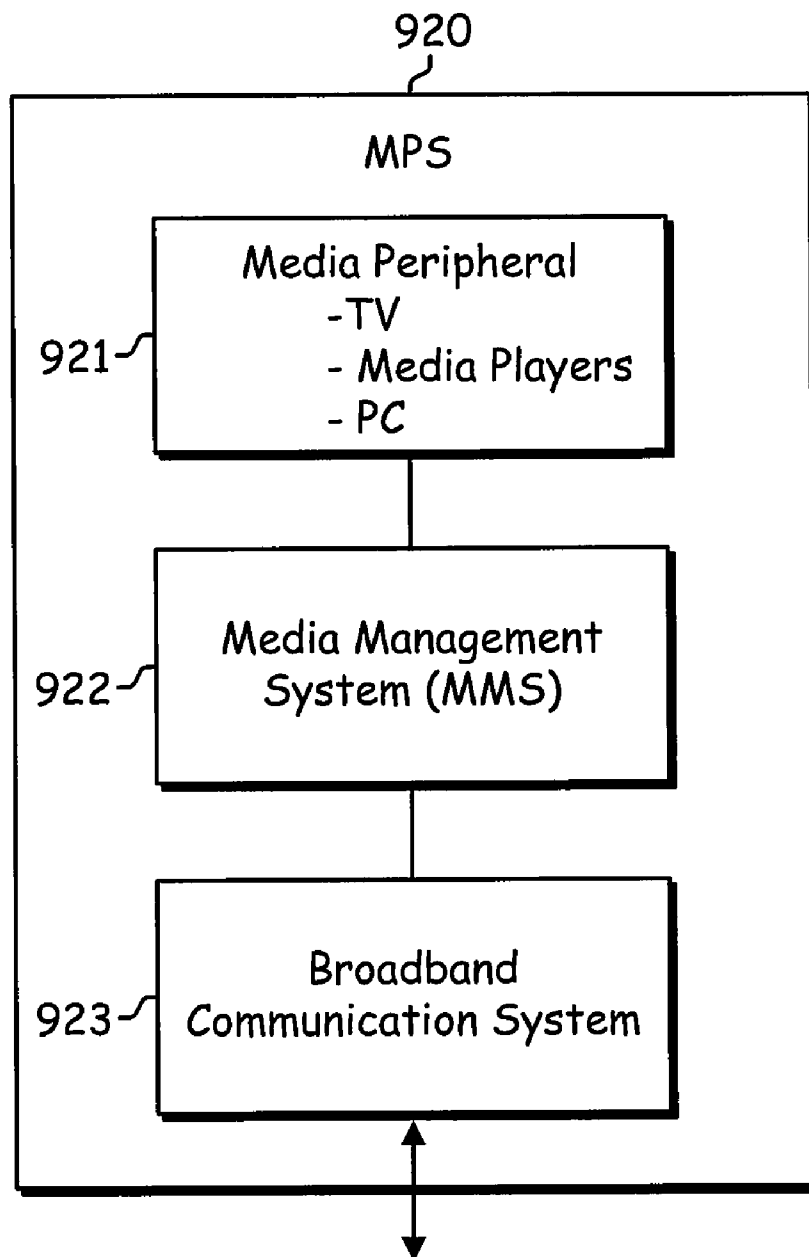 920
MPS
Media Peripheral
-TV
- Media Players
- PC
921
Media Management
System (MMS)
922
Broadband
Communication System
923